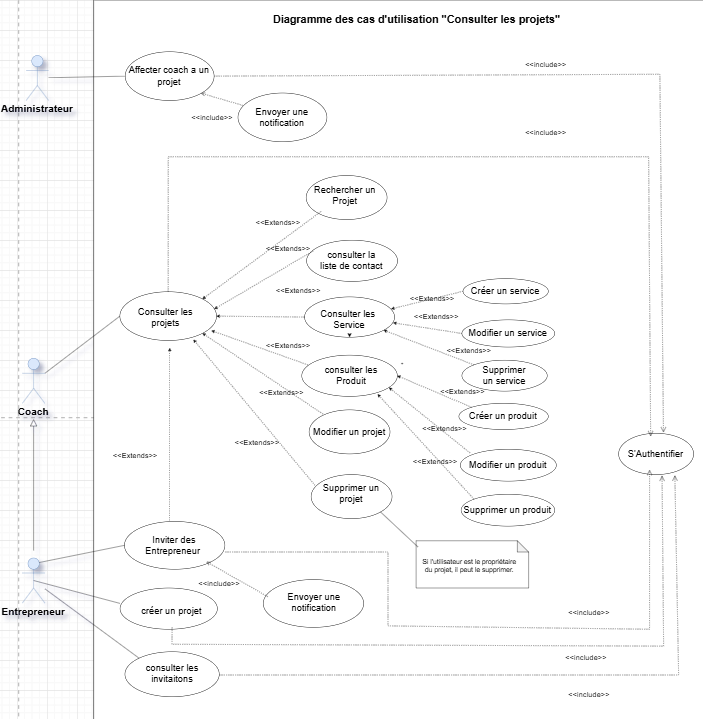 Diagramme des cas d'utilisation "Consulter les projets"
<<include>>
Affecter coach a un
projet
Administrateur
Envoyer une
notification
<<include>>
<<include>>
Rechercher un
Projet
<<Extends>>
<<Extends>>
consulter la
liste de contact
<<Extends>>
Créer un service
<<Extends>>
Consulter les
projets
Consulter les
Service
<<Extends>>
Modifier un service
<<Extends>>
<<Extends>>
Supprimer
un service
consulter les
Produit
<<Extends>>
<<Extends>>
Coach
Créer un produit
Modifier un projet
<<Extends>>
<<Extends>>
<<Extends>>
S'Authentifier
<<Extends>>
Modifier un produit
Supprimer un
projet
Supprimer un produit
Inviter des
Entrepreneur
Si l'utilisateur est le propriétaire
du projet, il peut le supprimer.
<<include>>
Envoyer une
notification
Entrepreneur
créer un projet
<<include>>
<<include>>
consulter les
invitaitons
<<include>>